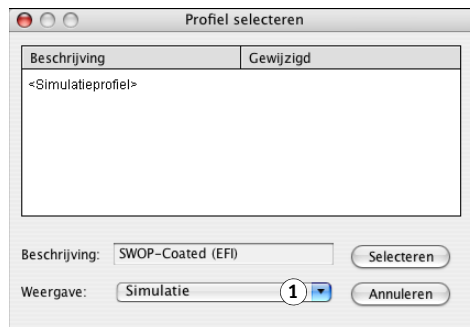 Profiel selecteren
Beschrijving Gewijzigd
<Simulatieprofiel>
Beschrijving: SWOP-Coated (EFI) Selecteren
Weergave: Simulatie 1 Annuleren